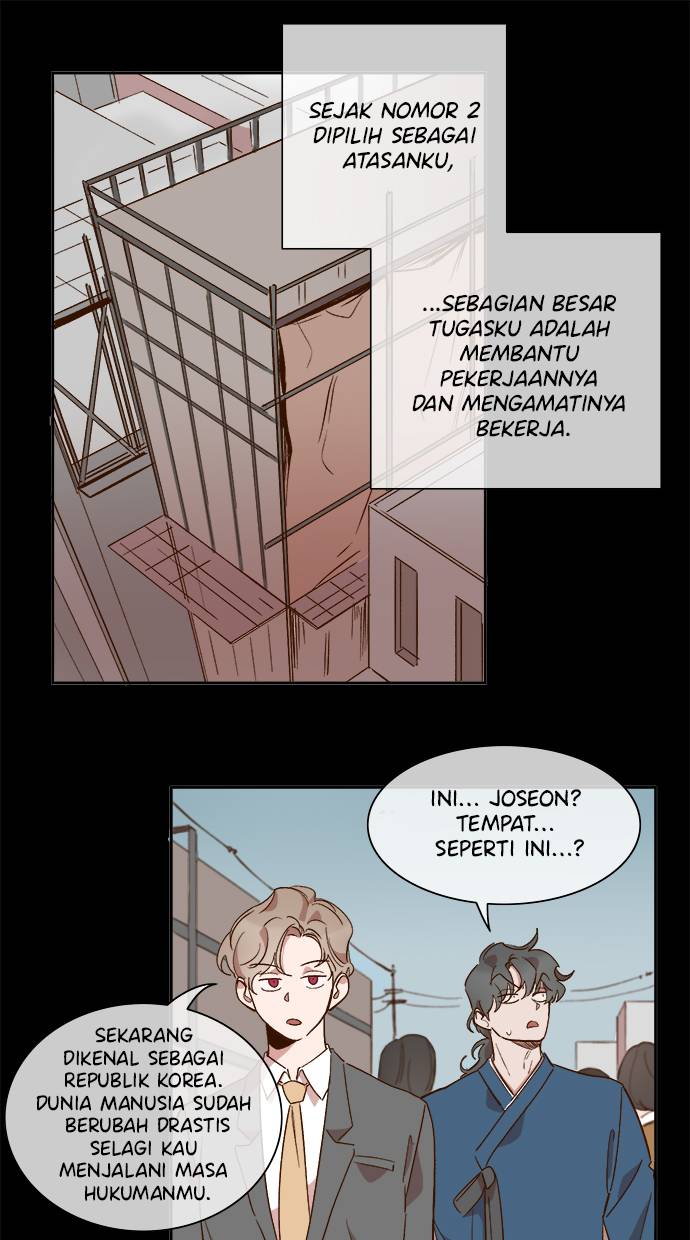 SEJAK NOMOR 2
DIPILIH SEBAGAI
ATASANKU,
...SEBAGIAN BESAR
TUGASKU ADALAH
MEMBANTU
PEKERJAANNYA
DAN MENGAMATINYA
BEKERJA.
INI... JOSEON?
TEMPAT...
SEPERTI INI...?
SEKARANG
DIKENAL SEBAGAI
REPUBLIK KOREA.
DUNIA MANUSIA SUDAH
BERUBAH DRASTIS
SELAGI KAU
MENJALANI MASA
HUKUMANMU.